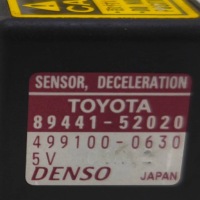 SENSOR, DECELERATION
TOYOTA
89441-52020
499100-0630
5V
DENSO JAPAN